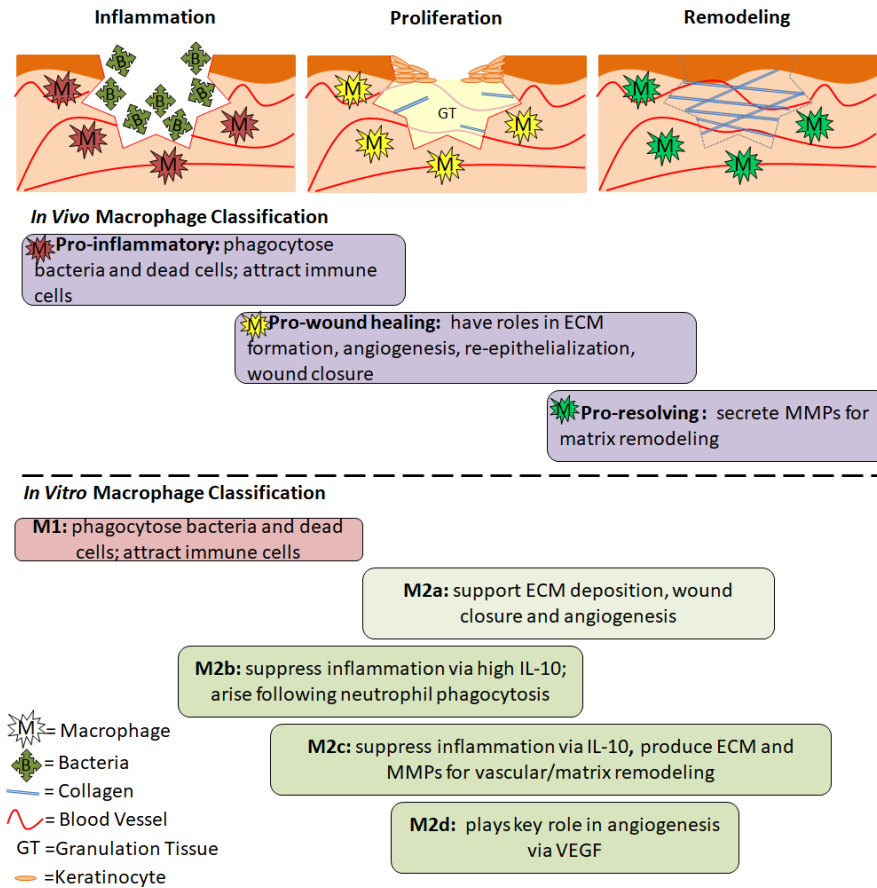 Inflammation
Proliferation
Remodeling
B
B
B
B
B
B
B
M
M
M
M
M
M
M
M
GT
M
M
M
M
In Vivo Macrophage Classification
M Pro-inflammatory: phagocytose
bacteria and dead cells; attract immune
cells
M Pro-wound healing: have roles in ECM
formation, angiogenesis, re-epithelialization,
wound closure
M Pro-resolving: secrete MMPs for
matrix remodeling
In Vitro Macrophage Classification
M1: phagocytose bacteria and dead
cells; attract immune cells
M2a: support ECM deposition, wound
closure and angiogenesis
M2b: suppress inflammation via high IL-10;
arise following neutrophil phagocytosis
M2c: suppress inflammation via IL-10, produce ECM and
MMPs for vascular/matrix remodeling
M2d: plays key role in angiogenesis
via VEGF
M = Macrophage
B = Bacteria
= Collagen
= Blood Vessel
GT =Granulation Tissue
=Keratinocyte